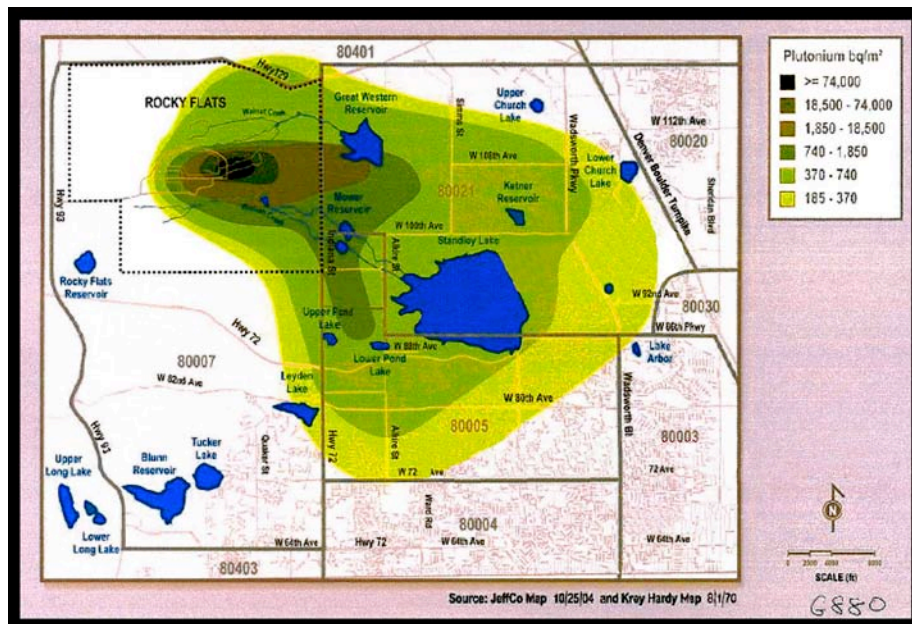 80401
Hwy129
ROCKY FLATS
Walnut Creek
Great Western
Reservoir
Upper
Church
Lake
Simms St
Wadsworth Pkwy
W 112th Ave
80020
Denver Boulder Turnpike
W 108th Ave
Lower
Church
Lake
Sheridan Blvd
80021
Ketner
Reservoir
Hwy 93
Mower
Reservoir
W 100th Ave
Indiana St
Alkire St
Standley Lake
Rocky Flats
Reservoir
W 92nd Ave
80030
Upper Pond
Lake
Hwy 72
W 88th Ave
Lower Pond
Lake
Lake
Arbor
80007
W 82nd Ave
Leyden
Lake
W 80th Ave
Wadsworth Bl
80005
80003
Hwy 93
Quaker St
Hwy 72
Alkire St
W 72 Ave
72 Ave
Upper
Long Lake
Blunn
Reservoir
Tucker
Lake
Ward Rd
80004
Lower
Long Lake
W 64th Ave
Hwy 72
W 64th Ave
W 64th Ave
80403
Plutonium bq/m²
>= 74,000
18,500 - 74,000
1,850 - 18,500
740 - 1,850
370 - 740
185 - 370
N
SCALE (ft)
Source: JeffCo Map 10/25/04 and Krey Hardy Map 8/1/70
6880